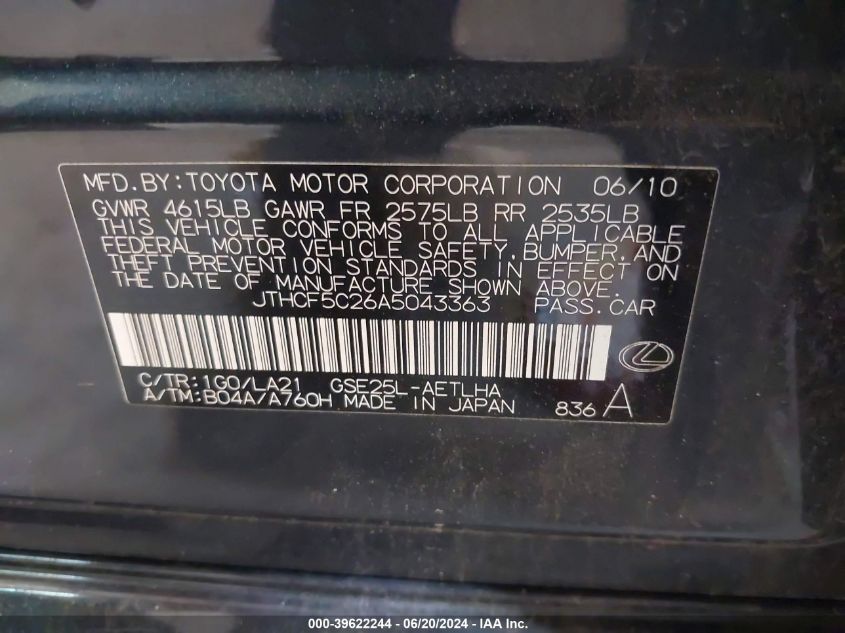 MFD.BY:TOYOTA MOTOR CORPORATION 06/10
GVWR 4615LB GAWR FR 2575LB RR 2535LB
THIS VEHICLE CONFORMS TO ALL APPLICABLE
FEDERAL MOTOR VEHICLE SAFETY,BUMPER,AND
THEFT PREVENTION STANDARDS IN EFFECT ON
THE DATE OF MANUFACTURE SHOWN ABOVE.
JTHCF5C26A5043363 PASS.CAR
C/TR:1G0/LA21 GSE25L-AETLHA
A/TM:B04A/A760H MADE IN JAPAN 836 A
000-39622244 - 06/20/2024 - IAA Inc.